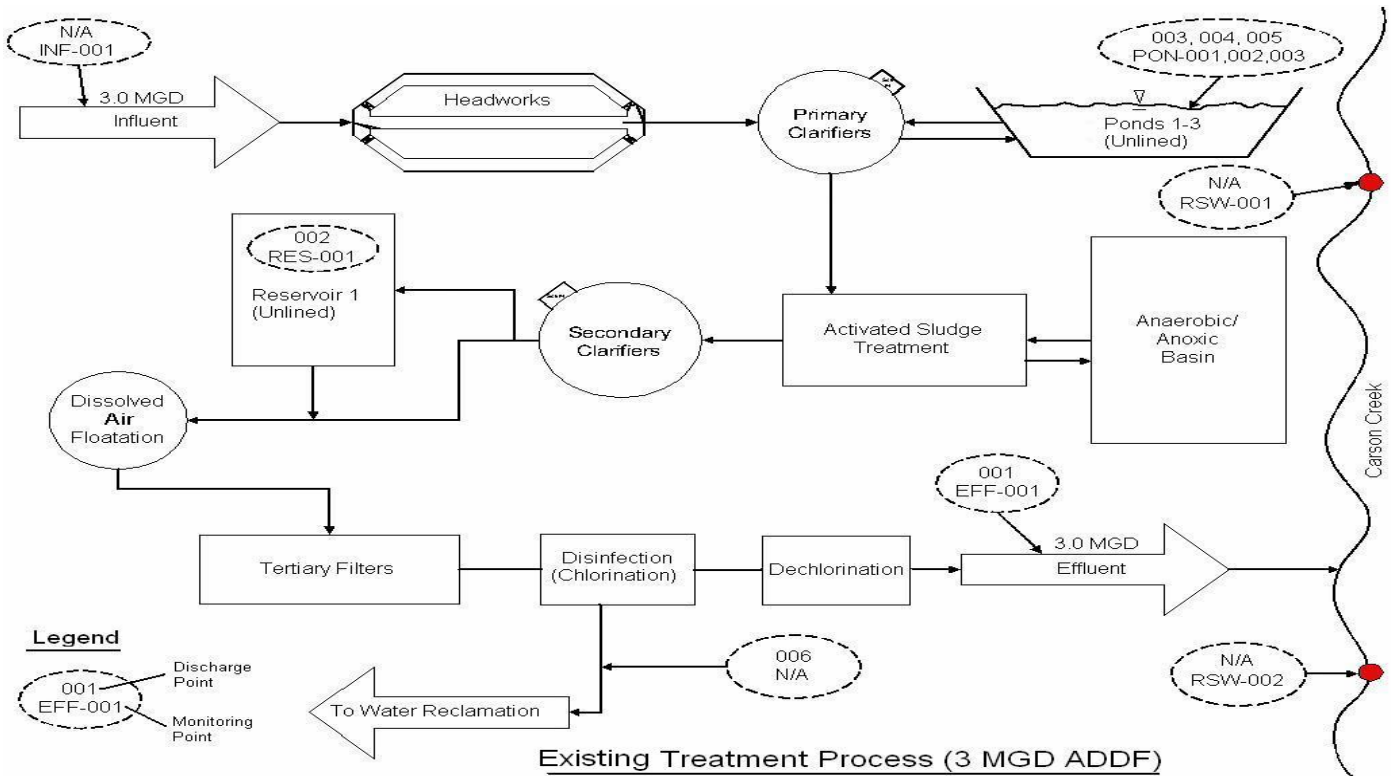 N/A
INF-001
3.0 MGD
Influent
Headworks
Primary
Clarifiers
003, 004, 005
PON-001,002,003
Ponds 1-3
(Unlined)
N/A
RSW-001
002
RES-001
Reservoir 1
(Unlined)
Secondary
Clarifiers
Activated Sludge
Treatment
Anaerobic/
Anoxic
Basin
Dissolved
Air
Floatation
Carson Creek
001
EFF-001
3.0 MGD
Effluent
Tertiary Filters
Disinfection
(Chlorination)
Dechlorination
Legend
001
EFF-001
Discharge
Point
Monitoring
Point
006
N/A
To Water Reclamation
N/A
RSW-002
Existing Treatment Process (3 MGD ADDF)